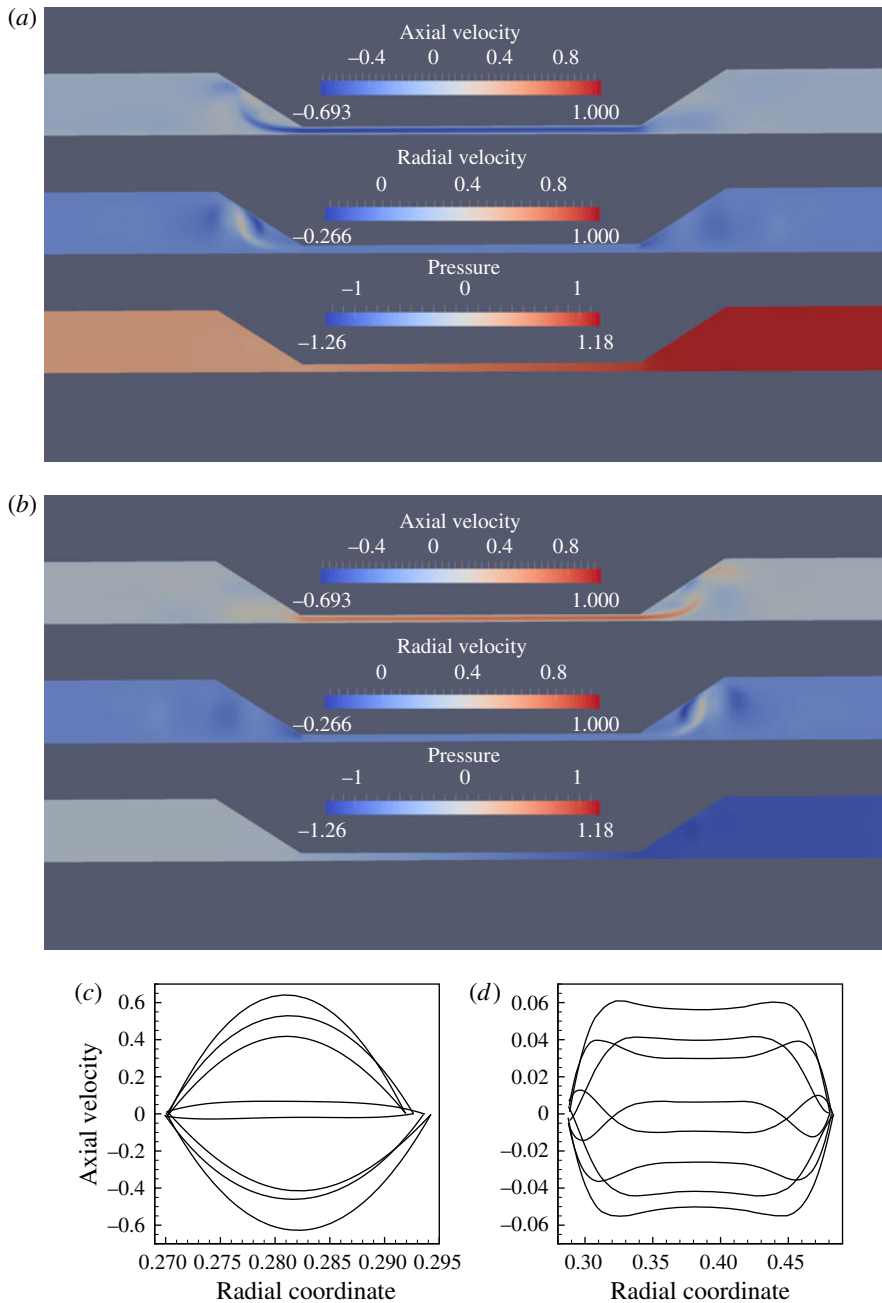 (a)
Axial velocity
–0.4 0 0.4 0.8
–0.693 1.000
Radial velocity
0 0.4 0.8
–0.266 1.000
Pressure
–1 0 1
–1.26 1.18
(b)
Axial velocity
–0.4 0 0.4 0.8
–0.693 1.000
Radial velocity
0 0.4 0.8
–0.266 1.000
Pressure
–1 0 1
–1.26 1.18
(c)
0.6
0.4
0.2
0
–0.2
–0.4
–0.6
Axial velocity
0.270 0.275 0.280 0.285 0.290 0.295
Radial coordinate
(d)
0.06
0.04
0.02
0
–0.02
–0.04
–0.06
0.30 0.35 0.40 0.45
Radial coordinate